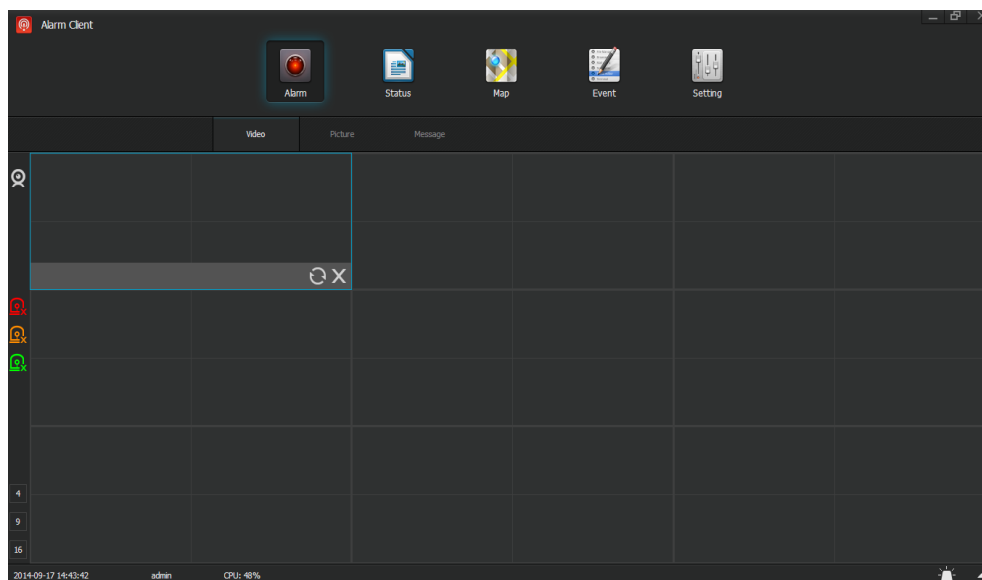 Alarm Client
Alarm Status Map Event Setting
Video Picture Message
4
9
16
2014-09-17 14:43:42 admin CPU: 48%